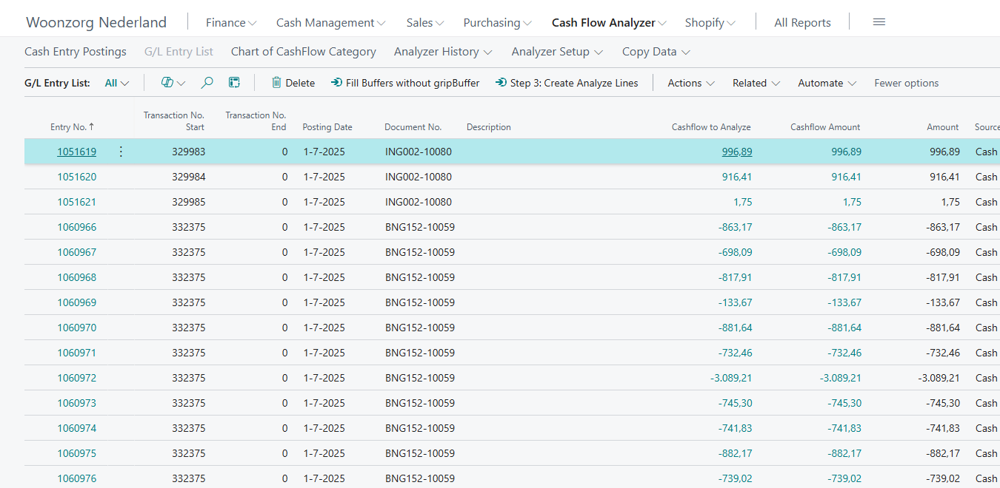 Woonzorg Nederland Finance Cash Management Sales Purchasing Cash Flow Analyzer Shopify All Reports
Cash Entry Postings G/L Entry List Chart of CashFlow Category Analyzer History Analyzer Setup Copy Data
G/L Entry List: All Delete Fill Buffers without gripBuffer Step 3: Create Analyze Lines Actions Related Automate Fewer options
Entry No. ↑ Transaction No. Start Transaction No. End Posting Date Document No. Description Cashflow to Analyze Cashflow Amount Amount Source
1051619 329983 0 1-7-2025 ING002-10080 996,89 996,89 996,89 Cash
1051620 329984 0 1-7-2025 ING002-10080 916,41 916,41 916,41 Cash
1051621 329985 0 1-7-2025 ING002-10080 1,75 1,75 1,75 Cash
1060966 332375 0 1-7-2025 BNG152-10059 -863,17 -863,17 -863,17 Cash
1060967 332375 0 1-7-2025 BNG152-10059 -698,09 -698,09 -698,09 Cash
1060968 332375 0 1-7-2025 BNG152-10059 -817,91 -817,91 -817,91 Cash
1060969 332375 0 1-7-2025 BNG152-10059 -133,67 -133,67 -133,67 Cash
1060970 332375 0 1-7-2025 BNG152-10059 -881,64 -881,64 -881,64 Cash
1060971 332375 0 1-7-2025 BNG152-10059 -732,46 -732,46 -732,46 Cash
1060972 332375 0 1-7-2025 BNG152-10059 -3.089,21 -3.089,21 -3.089,21 Cash
1060973 332375 0 1-7-2025 BNG152-10059 -745,30 -745,30 -745,30 Cash
1060974 332375 0 1-7-2025 BNG152-10059 -741,83 -741,83 -741,83 Cash
1060975 332375 0 1-7-2025 BNG152-10059 -882,17 -882,17 -882,17 Cash
1060976 332375 0 1-7-2025 BNG152-10059 -739,02 -739,02 -739,02 Cash